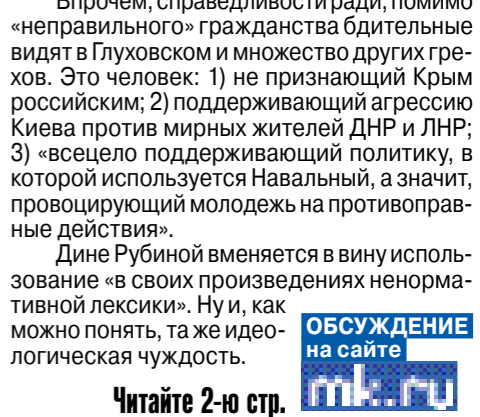 Впрочем, справедливости ради, помимо
«неправильного» гражданства бдительные
видят в Глуховском и множество других гре-
хов. Это человек: 1) не признающий Крым
российским; 2) поддерживающий агрессию
Киева против мирных жителей ДНР и ЛНР;
3) «всецело поддерживающий политику, в
которой используется Навальный, а значит,
провоцирующий молодежь на противоправ-
ные действия».
Дине Рубиной вменяется в вину исполь-
зование «в своих произведениях ненорма-
тивной лексики». Ну и, как
можно понять, та же идео-
логическая чуждость.
Читайте 2-ю стр.
ОБСУЖДЕНИЕ
на сайте
mk.ru